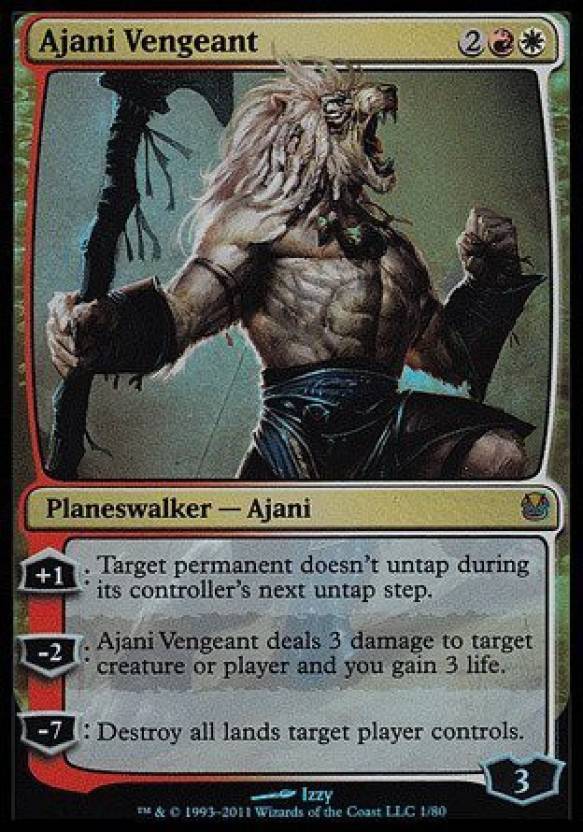 Ajani Vengeant 2
Planeswalker — Ajani
+1 : Target permanent doesn't untap during
its controller's next untap step.
-2 : Ajani Vengeant deals 3 damage to target
creature or player and you gain 3 life.
-7 : Destroy all lands target player controls.
3
Izzy
™ & © 1993–2011 Wizards of the Coast LLC 1/80